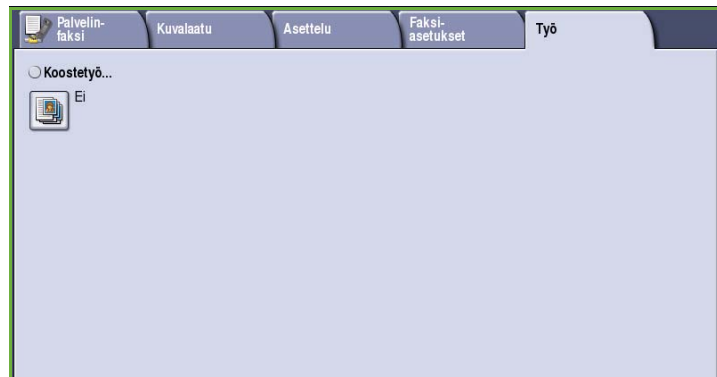 Palvelin-
faksi
Kuvalaatu
Asettelu
Faksi-
asetukset
Työ
Koostetyö...
Ei